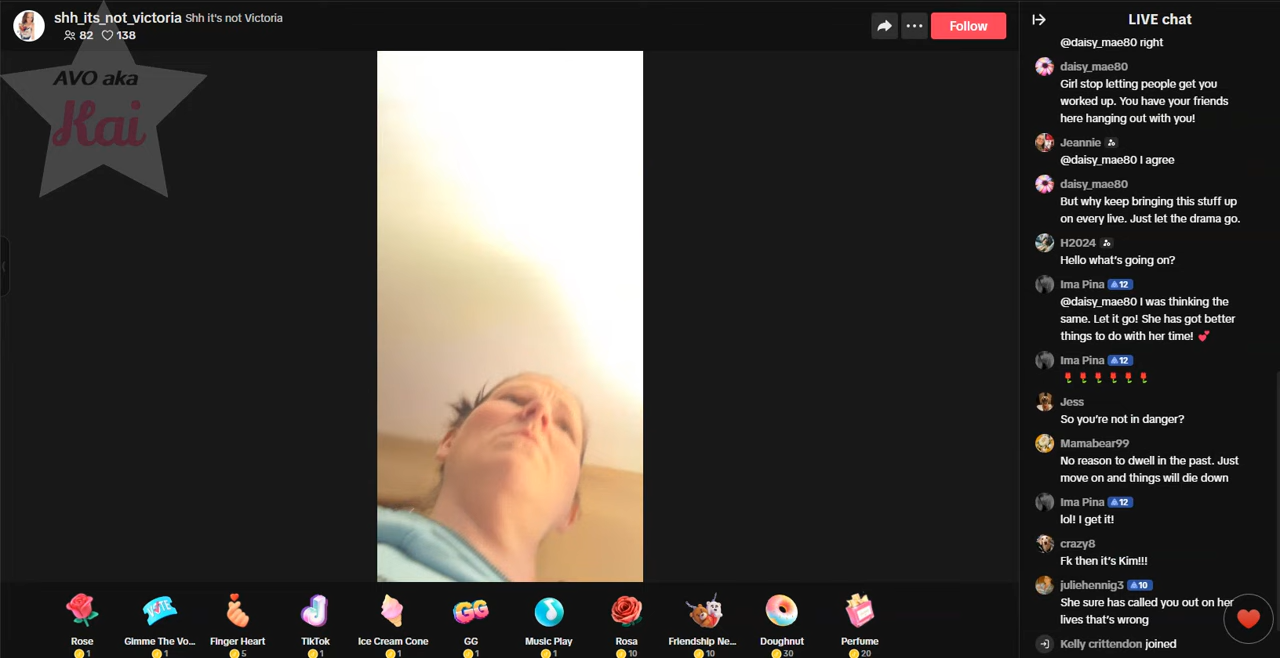 shh_its_not_victoria Shh it's not Victoria
82 138
Follow
AVO aka
Kai
LIVE chat
@daisy_mae80 right
daisy_mae80
Girl stop letting people get you
worked up. You have your friends
here hanging out with you!
Jeannie
@daisy_mae80 I agree
daisy_mae80
But why keep bringing this stuff up
on every live. Just let the drama go.
H2024
Hello what's going on?
Ima Pina 12
@daisy_mae80 I was thinking the
same. Let it go! She has got better
things to do with her time! 💕
Ima Pina 12
🌷🌷🌷🌷🌷🌷
Jess
So you're not in danger?
Mamabear99
No reason to dwell in the past. Just
move on and things will die down
Ima Pina 12
lol! I get it!
crazy8
Fk then it's Kim!!!
juliehennig3 10
She sure has called you out on her
lives that's wrong
Kelly crittendon joined
Rose
1
VOTE
Gimme The Vo...
1
Finger Heart
5
TikTok
1
Ice Cream Cone
1
GG
GG
1
Music Play
1
Rosa
10
Friendship Ne...
10
Doughnut
30
Perfume
20